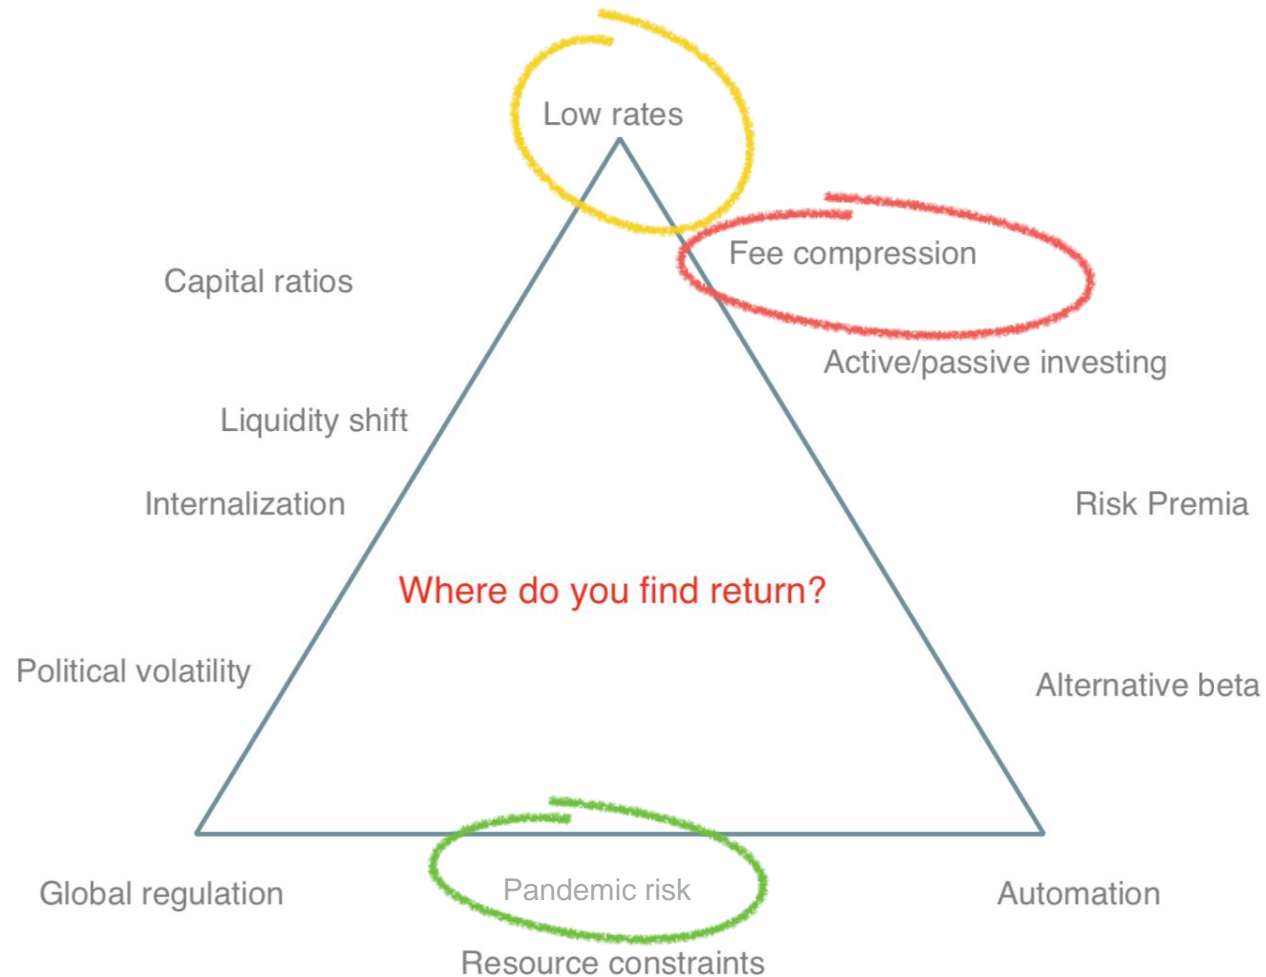 Low rates
Fee compression
Capital ratios
Active/passive investing
Liquidity shift
Internalization
Risk Premia
Where do you find return?
Political volatility
Alternative beta
Global regulation
Pandemic risk
Automation
Resource constraints